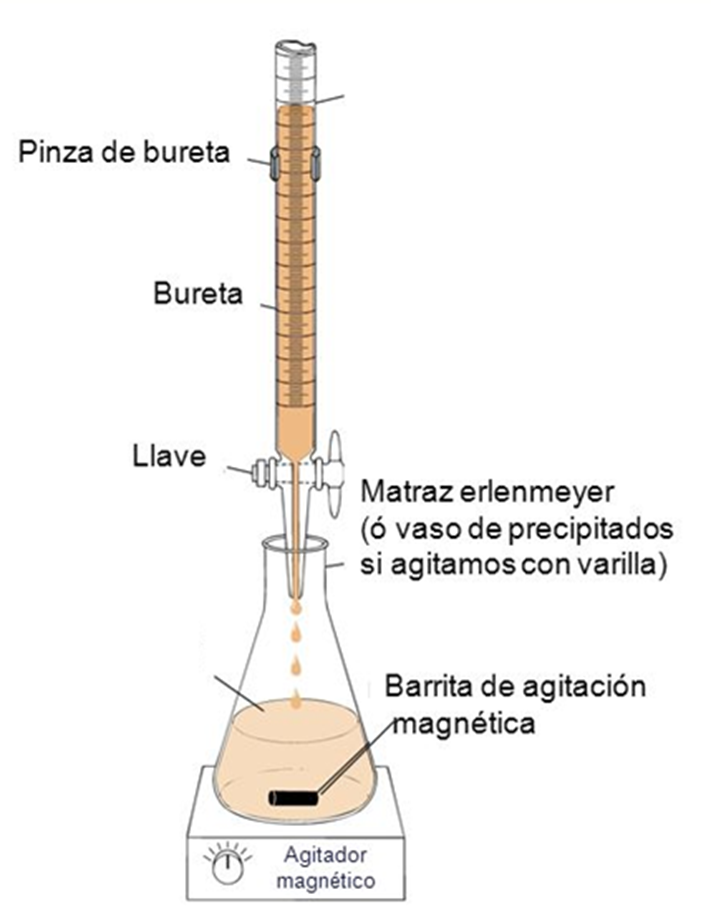 Pinza de bureta
Bureta
Llave
Matraz erlenmeyer
(ó vaso de precipitados
si agitamos con varilla)
Barrita de agitación
magnética
Agitador
magnético